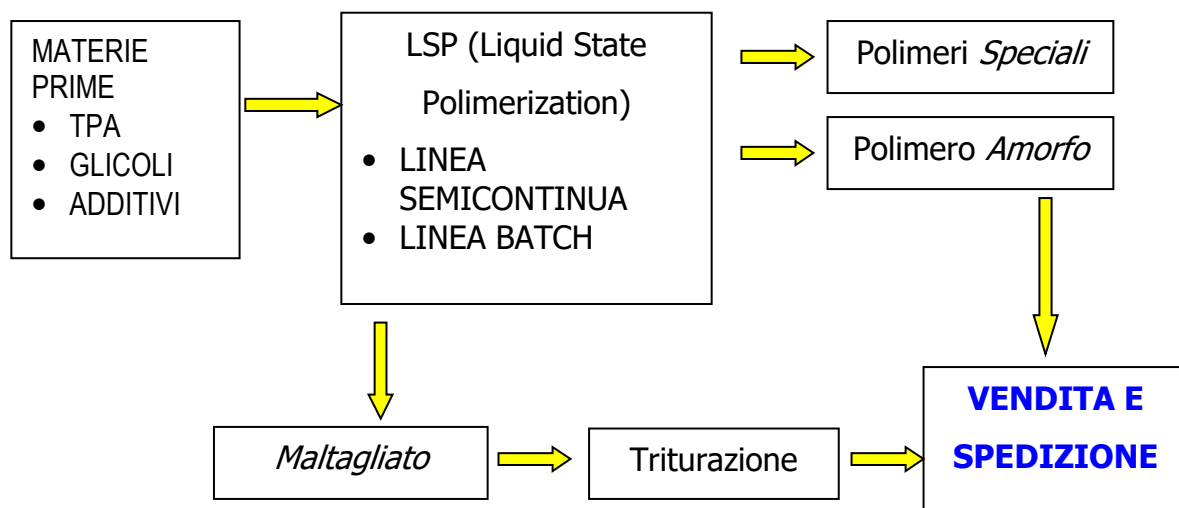 MATERIE
PRIME
• TPA
• GLICOLI
• ADDITIVI
LSP (Liquid State
Polimerization)
• LINEA
SEMICONTINUA
• LINEA BATCH
Polimeri Speciali
Polimero Amorfo
Maltagliato
Triturazione
VENDITA E
SPEDIZIONE